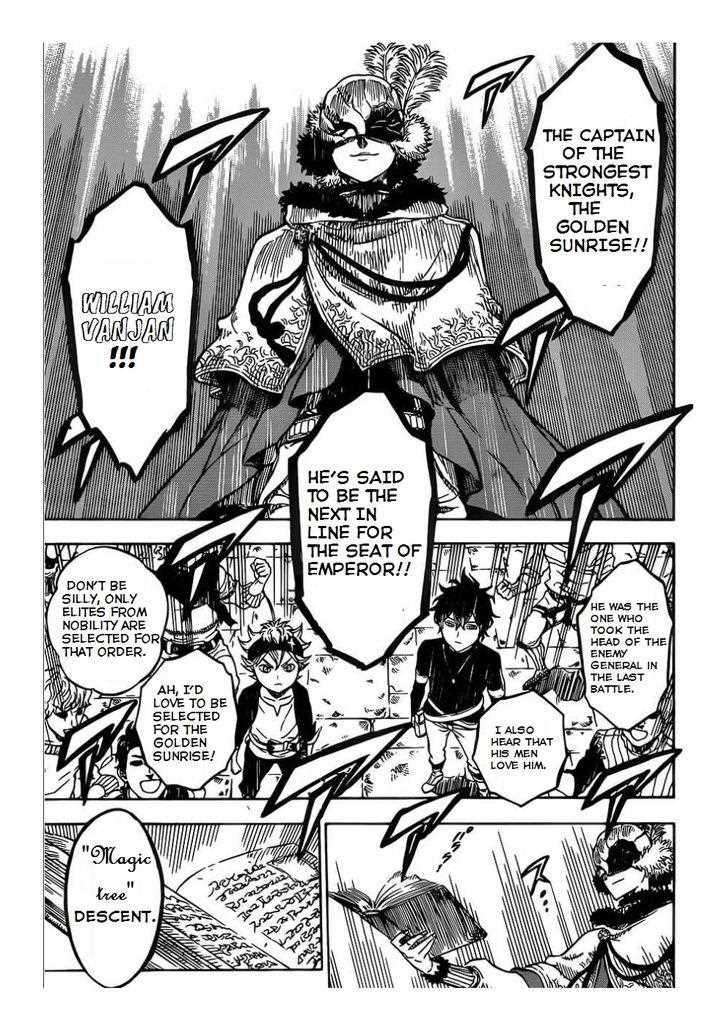 THE CAPTAIN
OF THE
STRONGEST
KNIGHTS,
THE
GOLDEN
SUNRISE!!
WILLIAM
VANJAN
!!!
HE'S SAID
TO BE THE
NEXT IN
LINE FOR
THE SEAT OF
EMPEROR!!
HE WAS THE
ONE WHO
TOOK THE
HEAD OF THE
ENEMY
GENERAL IN
THE LAST
BATTLE.
I ALSO
HEAR THAT
HIS MEN
LOVE HIM.
AH, I'D
LOVE TO BE
SELECTED
FOR THE
GOLDEN
SUNRISE!
DON'T BE
SILLY, ONLY
ELITES FROM
NOBILITY ARE
SELECTED FOR
THAT ORDER.
"Magic
tree"
DESCENT.